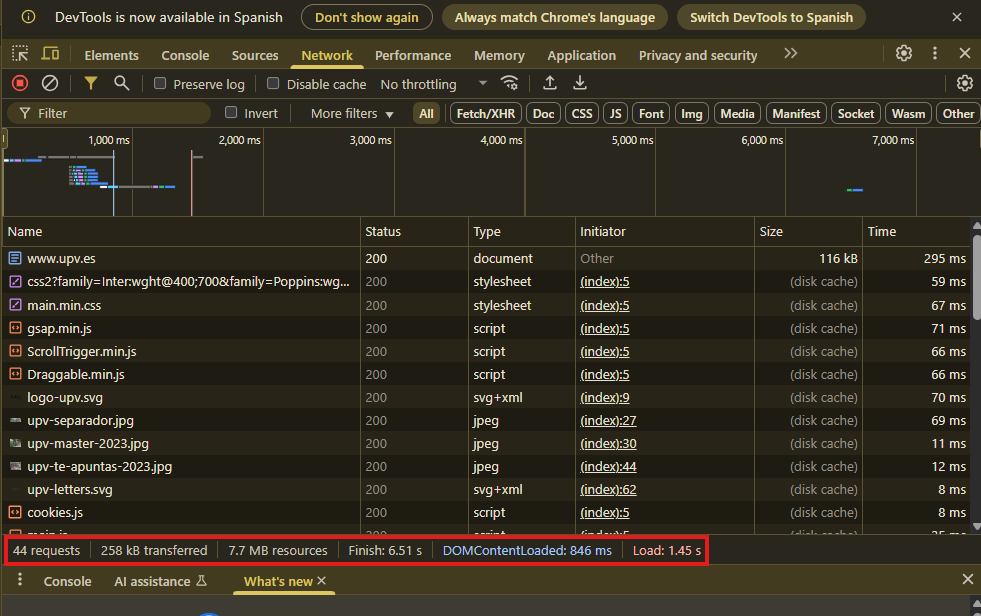 DevTools is now available in Spanish Don't show again Always match Chrome's language Switch DevTools to Spanish
Elements Console Sources Network Performance Memory Application Privacy and security
Preserve log Disable cache No throttling
Filter Invert More filters All Fetch/XHR Doc CSS JS Font Img Media Manifest Socket Wasm Other
1,000 ms 2,000 ms 3,000 ms 4,000 ms 5,000 ms 6,000 ms 7,000 ms
Name Status Type Initiator Size Time
www.upv.es 200 document Other 116 kB 295 ms
css2?family=Inter:wght@400;700&family=Poppins:wg... 200 stylesheet (index):5 (disk cache) 59 ms
main.min.css 200 stylesheet (index):5 (disk cache) 67 ms
gsap.min.js 200 script (index):5 (disk cache) 71 ms
ScrollTrigger.min.js 200 script (index):5 (disk cache) 66 ms
Draggable.min.js 200 script (index):5 (disk cache) 66 ms
logo-upv.svg 200 svg+xml (index):9 (disk cache) 70 ms
upv-separador.jpg 200 jpeg (index):27 (disk cache) 69 ms
upv-master-2023.jpg 200 jpeg (index):30 (disk cache) 11 ms
upv-te-apuntas-2023.jpg 200 jpeg (index):44 (disk cache) 12 ms
upv-letters.svg 200 svg+xml (index):62 (disk cache) 8 ms
cookies.js 200 script (index):5 (disk cache) 8 ms
44 requests 258 kB transferred 7.7 MB resources Finish: 6.51 s DOMContentLoaded: 846 ms Load: 1.45 s
Console AI assistance What's new